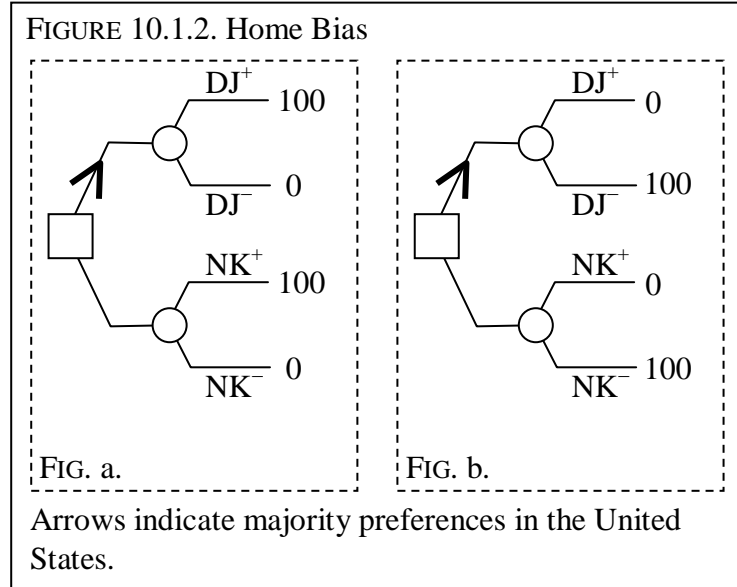 FIGURE 10.1.2. Home Bias
DJ⁺
100
DJ⁻
0
NK⁺
100
NK⁻
0
FIG. a.
DJ⁺
0
DJ⁻
100
NK⁺
0
NK⁻
100
FIG. b.
Arrows indicate majority preferences in the United
States.